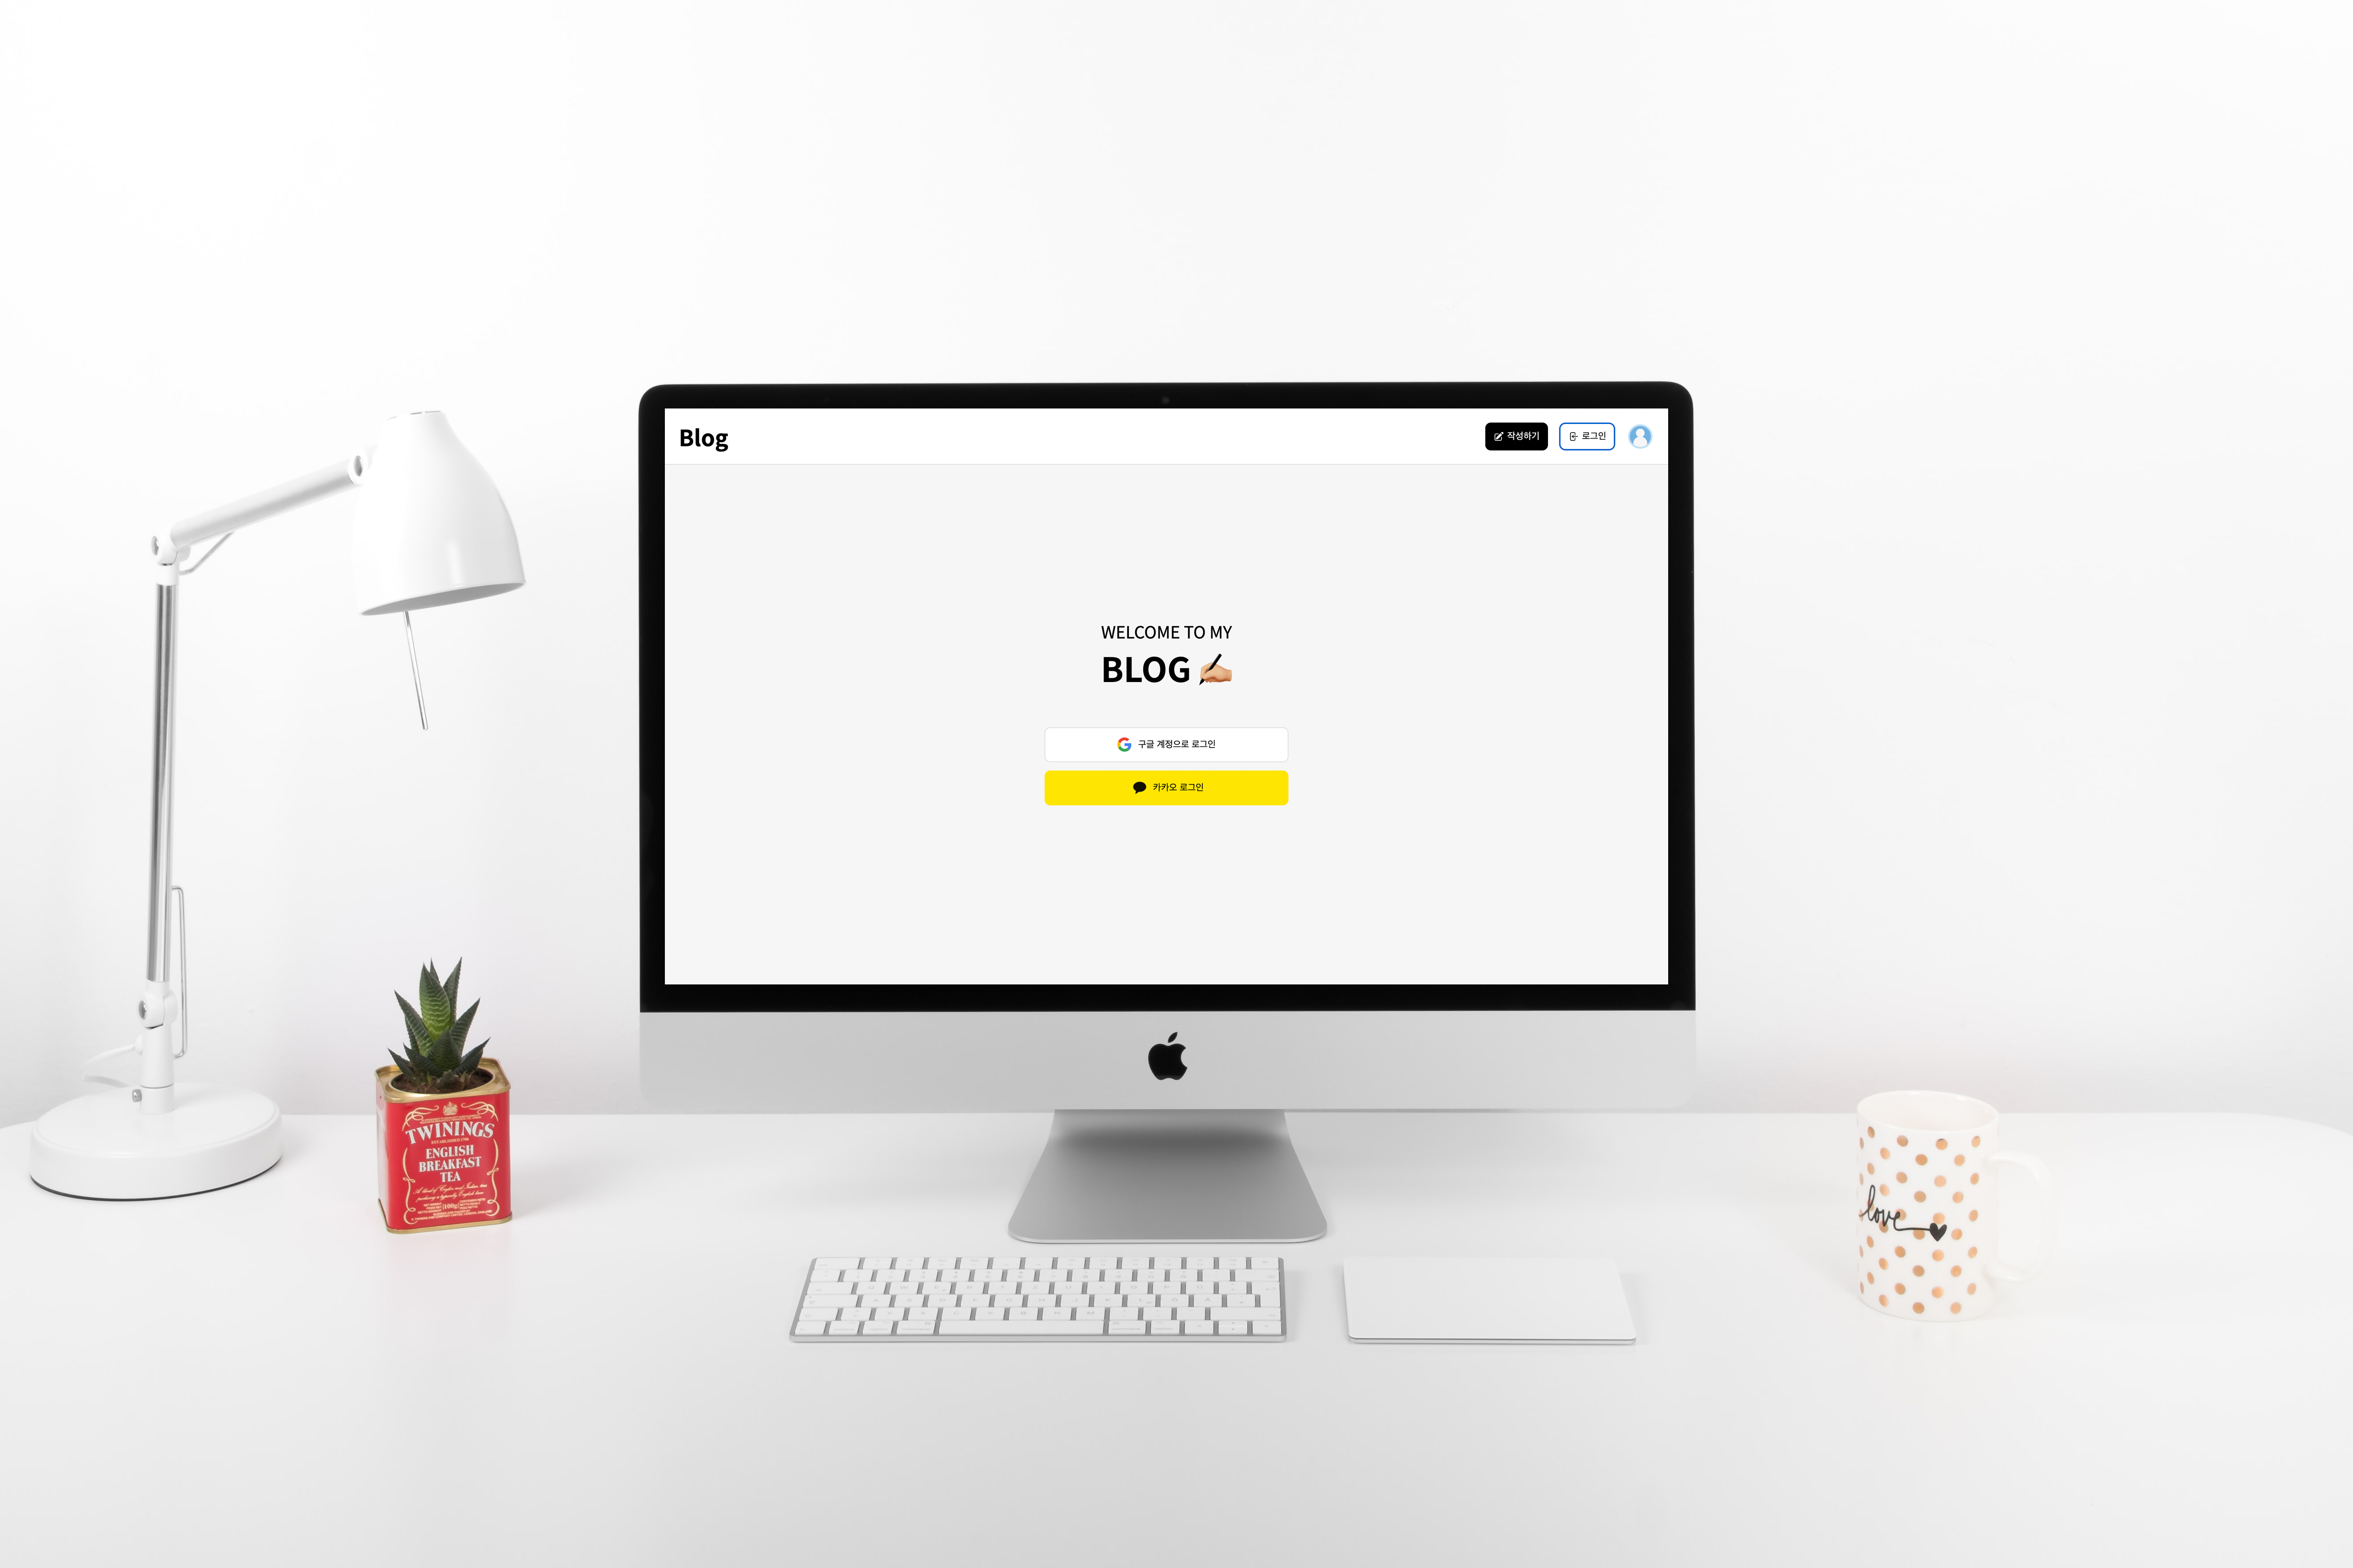 Blog
작성하기
로그인
WELCOME TO MY
BLOG ✍🏼
구글 계정으로 로그인
카카오 로그인
TWININGS
ENGLISH
BREAKFAST
TEA
love